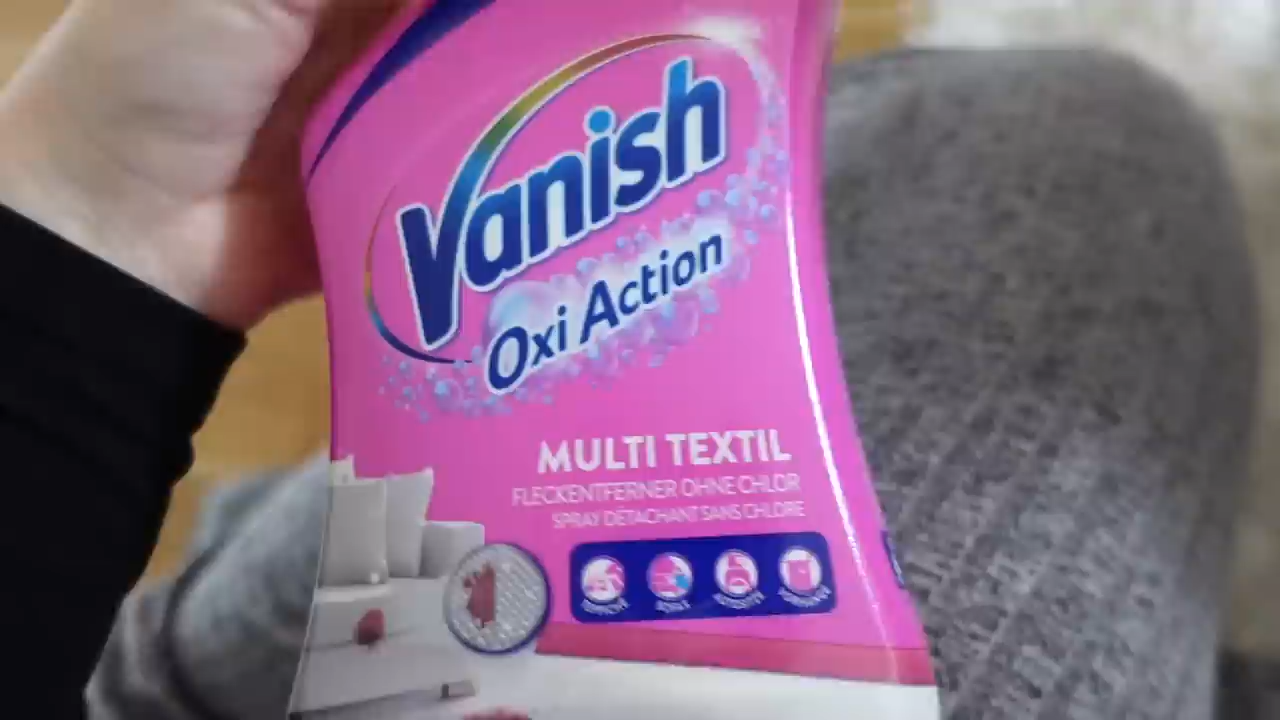 Vanish
Oxi Action
MULTI TEXTIL
FLECKENTFERNER OHNE CHLOR
SPRAY DÉTACHANT SANS CHLORE